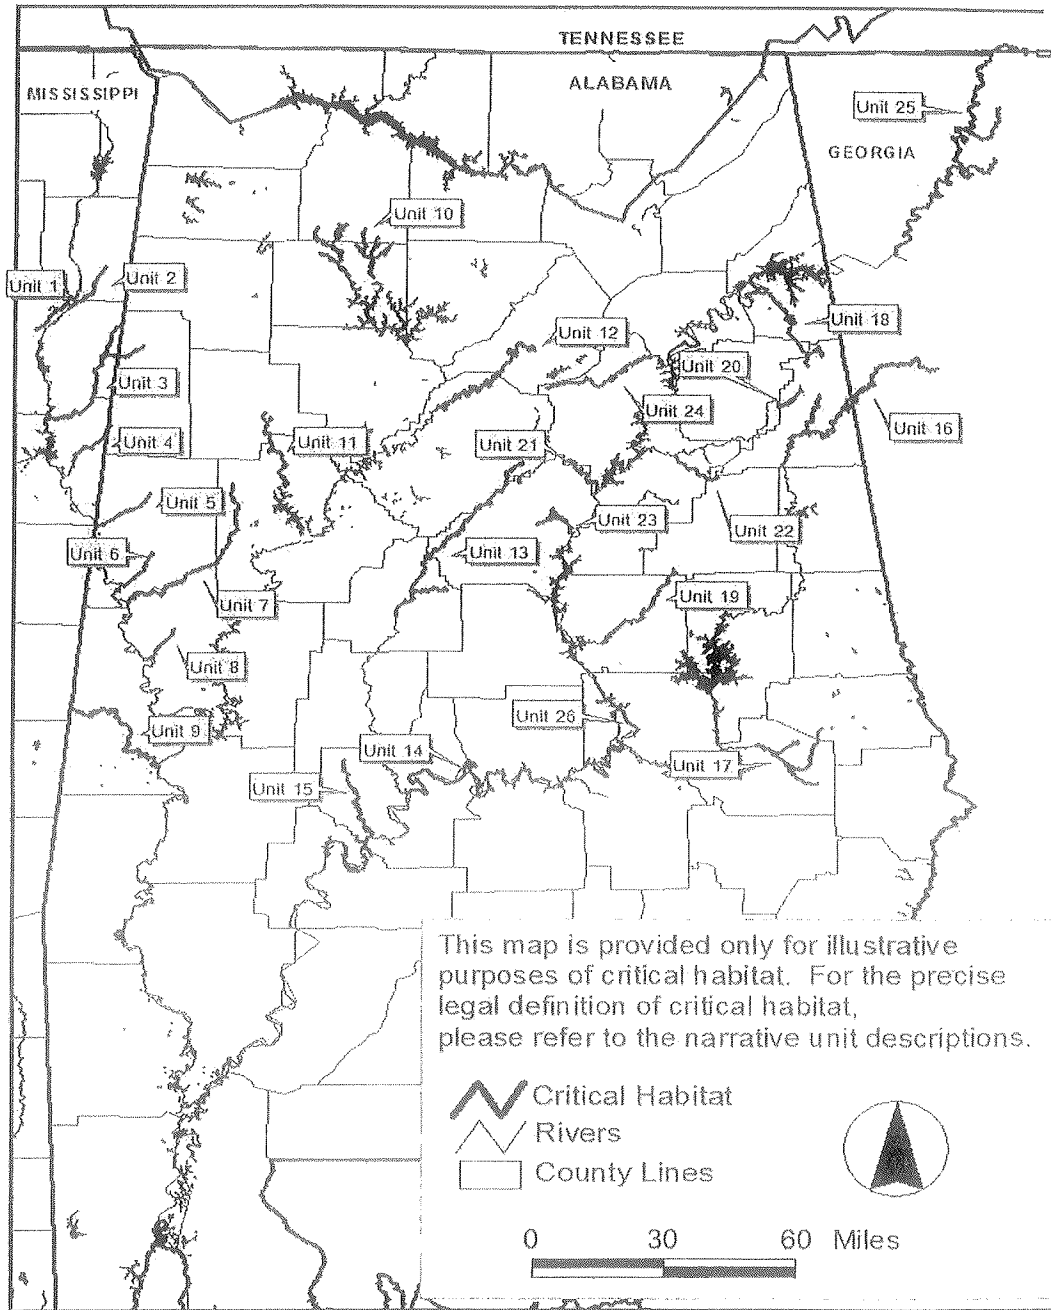 TENNESSEE
MISSISSIPPI
ALABAMA
Unit 25
GEORGIA
Unit 10
Unit 1
Unit 2
Unit 12
Unit 18
Unit 20
Unit 3
Unit 24
Unit 16
Unit 4
Unit 11
Unit 21
Unit 5
Unit 23
Unit 22
Unit 6
Unit 13
Unit 7
Unit 19
Unit 8
Unit 9
Unit 26
Unit 14
Unit 17
Unit 15
This map is provided only for illustrative
purposes of critical habitat. For the precise
legal definition of critical habitat,
please refer to the narrative unit descriptions.
Critical Habitat
Rivers
County Lines
0 30 60 Miles